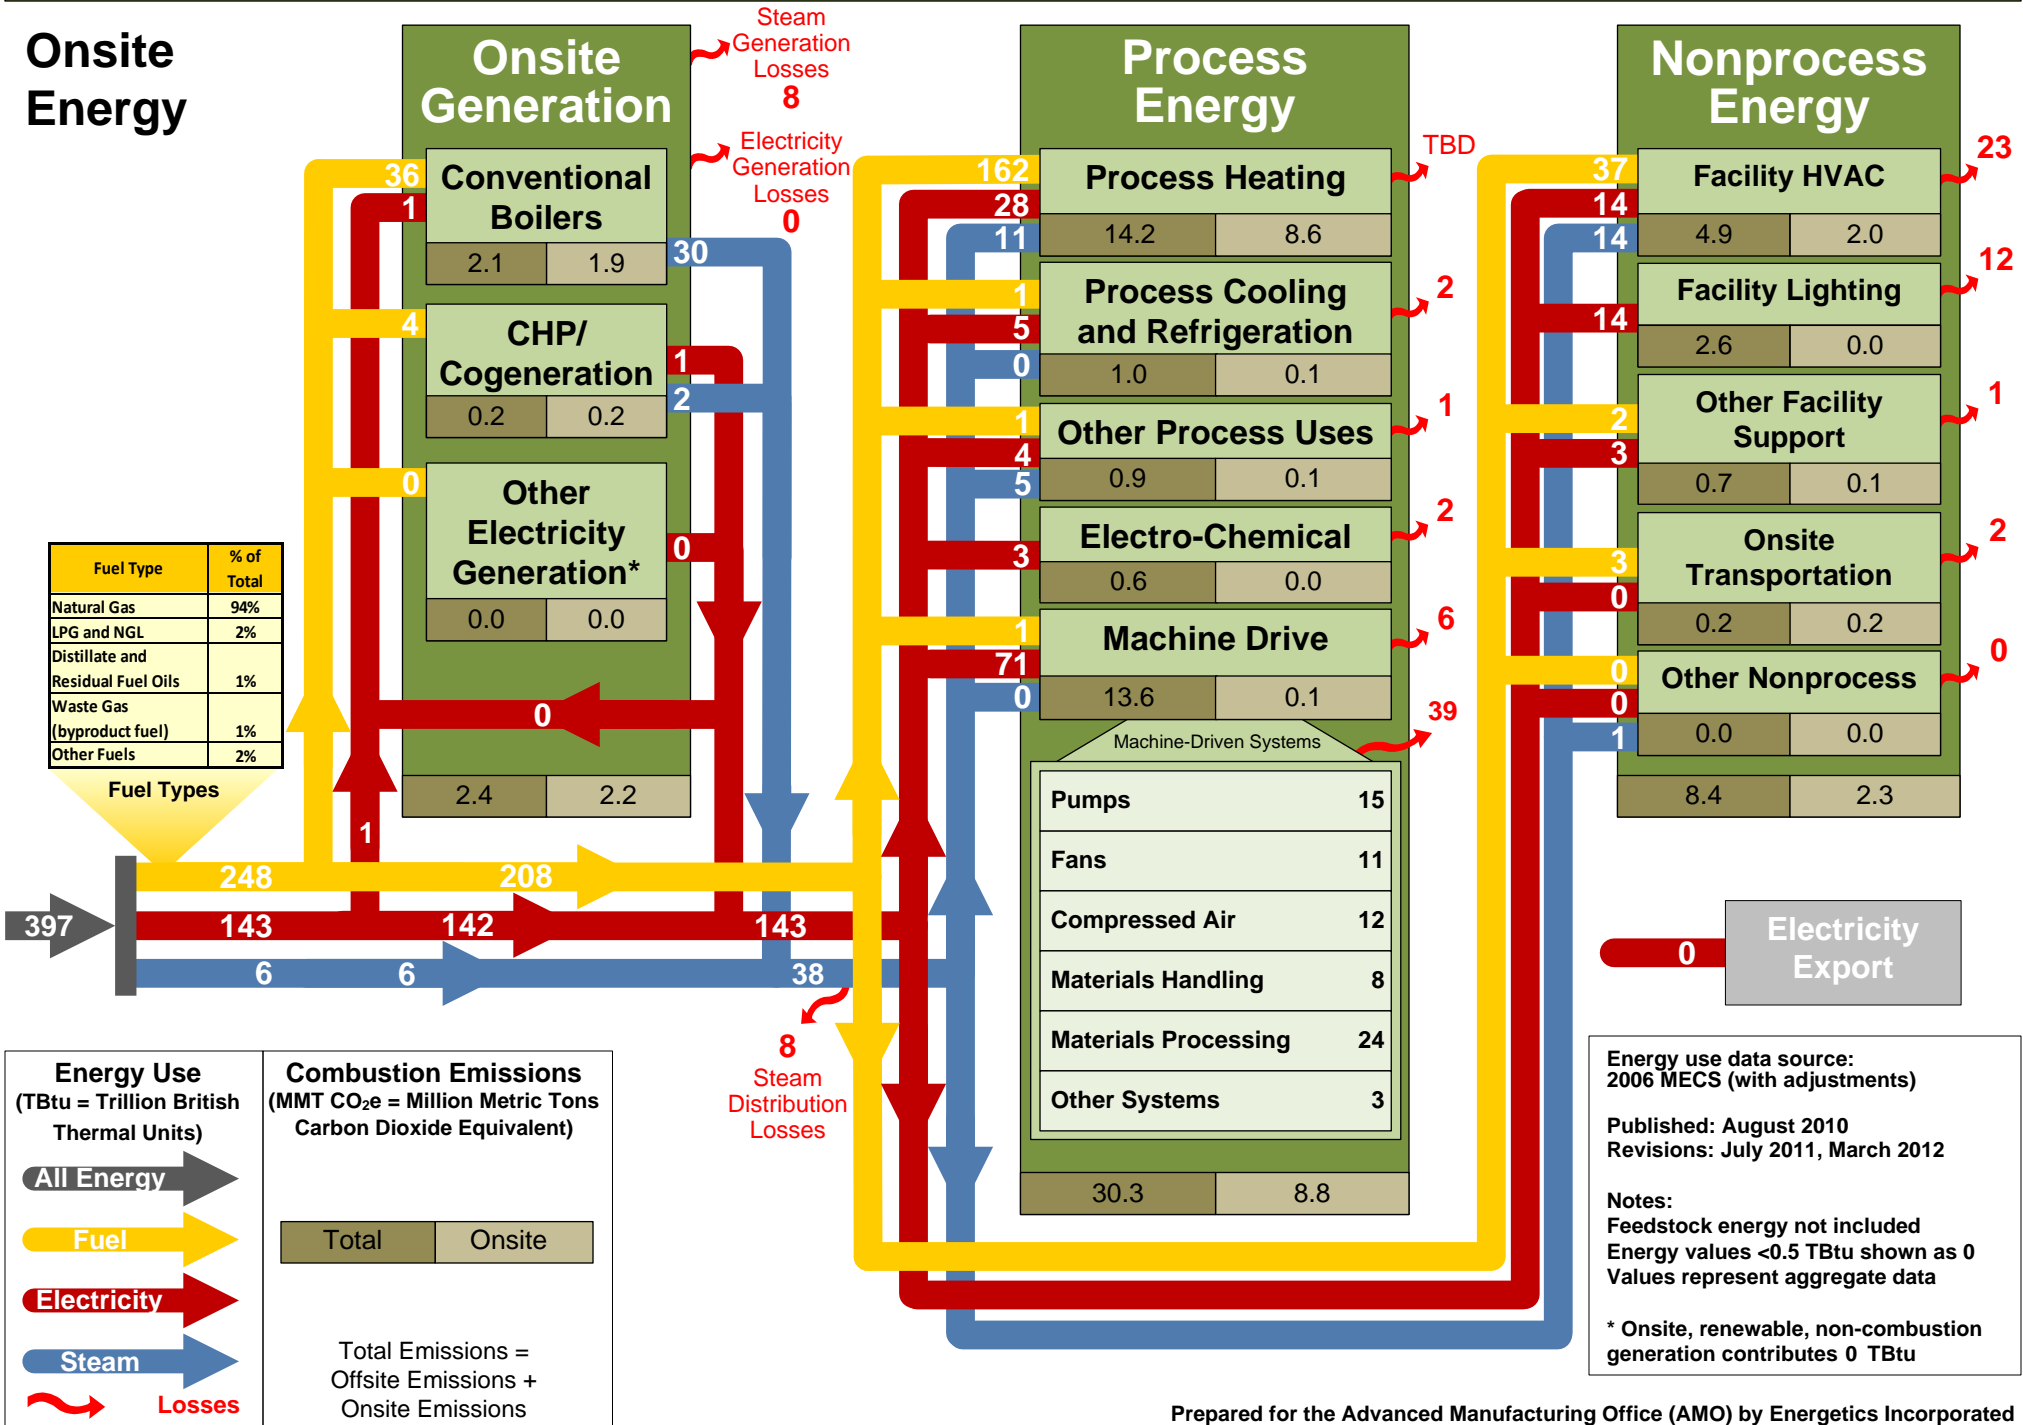 Onsite
Energy
Onsite
Generation
Steam
Generation
Losses
8
Electricity
Generation
Losses
0
36
1
Conventional
Boilers
2.1 1.9
30
4
CHP/
Cogeneration
0.2 0.2
1
2
0
Other
Electricity
Generation*
0.0 0.0
0
0
2.4 2.2
Fuel Type % of
Total
Natural Gas 94%
LPG and NGL 2%
Distillate and
Residual Fuel Oils 1%
Waste Gas
(byproduct fuel) 1%
Other Fuels 2%
Fuel Types
1
397
248 208
143 142 143
6 6 38
8
Steam
Distribution
Losses
Process
Energy
TBD
162
28
11
Process Heating
14.2 8.6
1
5
0
Process Cooling
and Refrigeration
1.0 0.1
2
1
4
5
Other Process Uses
0.9 0.1
1
3
Electro-Chemical
0.6 0.0
2
1
71
0
Machine Drive
13.6 0.1
6
39
Machine-Driven Systems
Pumps 15
Fans 11
Compressed Air 12
Materials Handling 8
Materials Processing 24
Other Systems 3
30.3 8.8
Nonprocess
Energy
37
14
14
Facility HVAC
4.9 2.0
23
14
Facility Lighting
2.6 0.0
12
2
3
Other Facility
Support
0.7 0.1
1
3
0
Onsite
Transportation
0.2 0.2
2
0
0
1
Other Nonprocess
0.0 0.0
0
8.4 2.3
0
Electricity
Export
Energy Use
(TBtu = Trillion British
Thermal Units)
All Energy
Fuel
Electricity
Steam
Losses
Combustion Emissions
(MMT CO₂e = Million Metric Tons
Carbon Dioxide Equivalent)
Total Onsite
Total Emissions =
Offsite Emissions +
Onsite Emissions
Energy use data source:
2006 MECS (with adjustments)
Published: August 2010
Revisions: July 2011, March 2012
Notes:
Feedstock energy not included
Energy values <0.5 TBtu shown as 0
Values represent aggregate data
* Onsite, renewable, non-combustion
generation contributes 0 TBtu
Prepared for the Advanced Manufacturing Office (AMO) by Energetics Incorporated